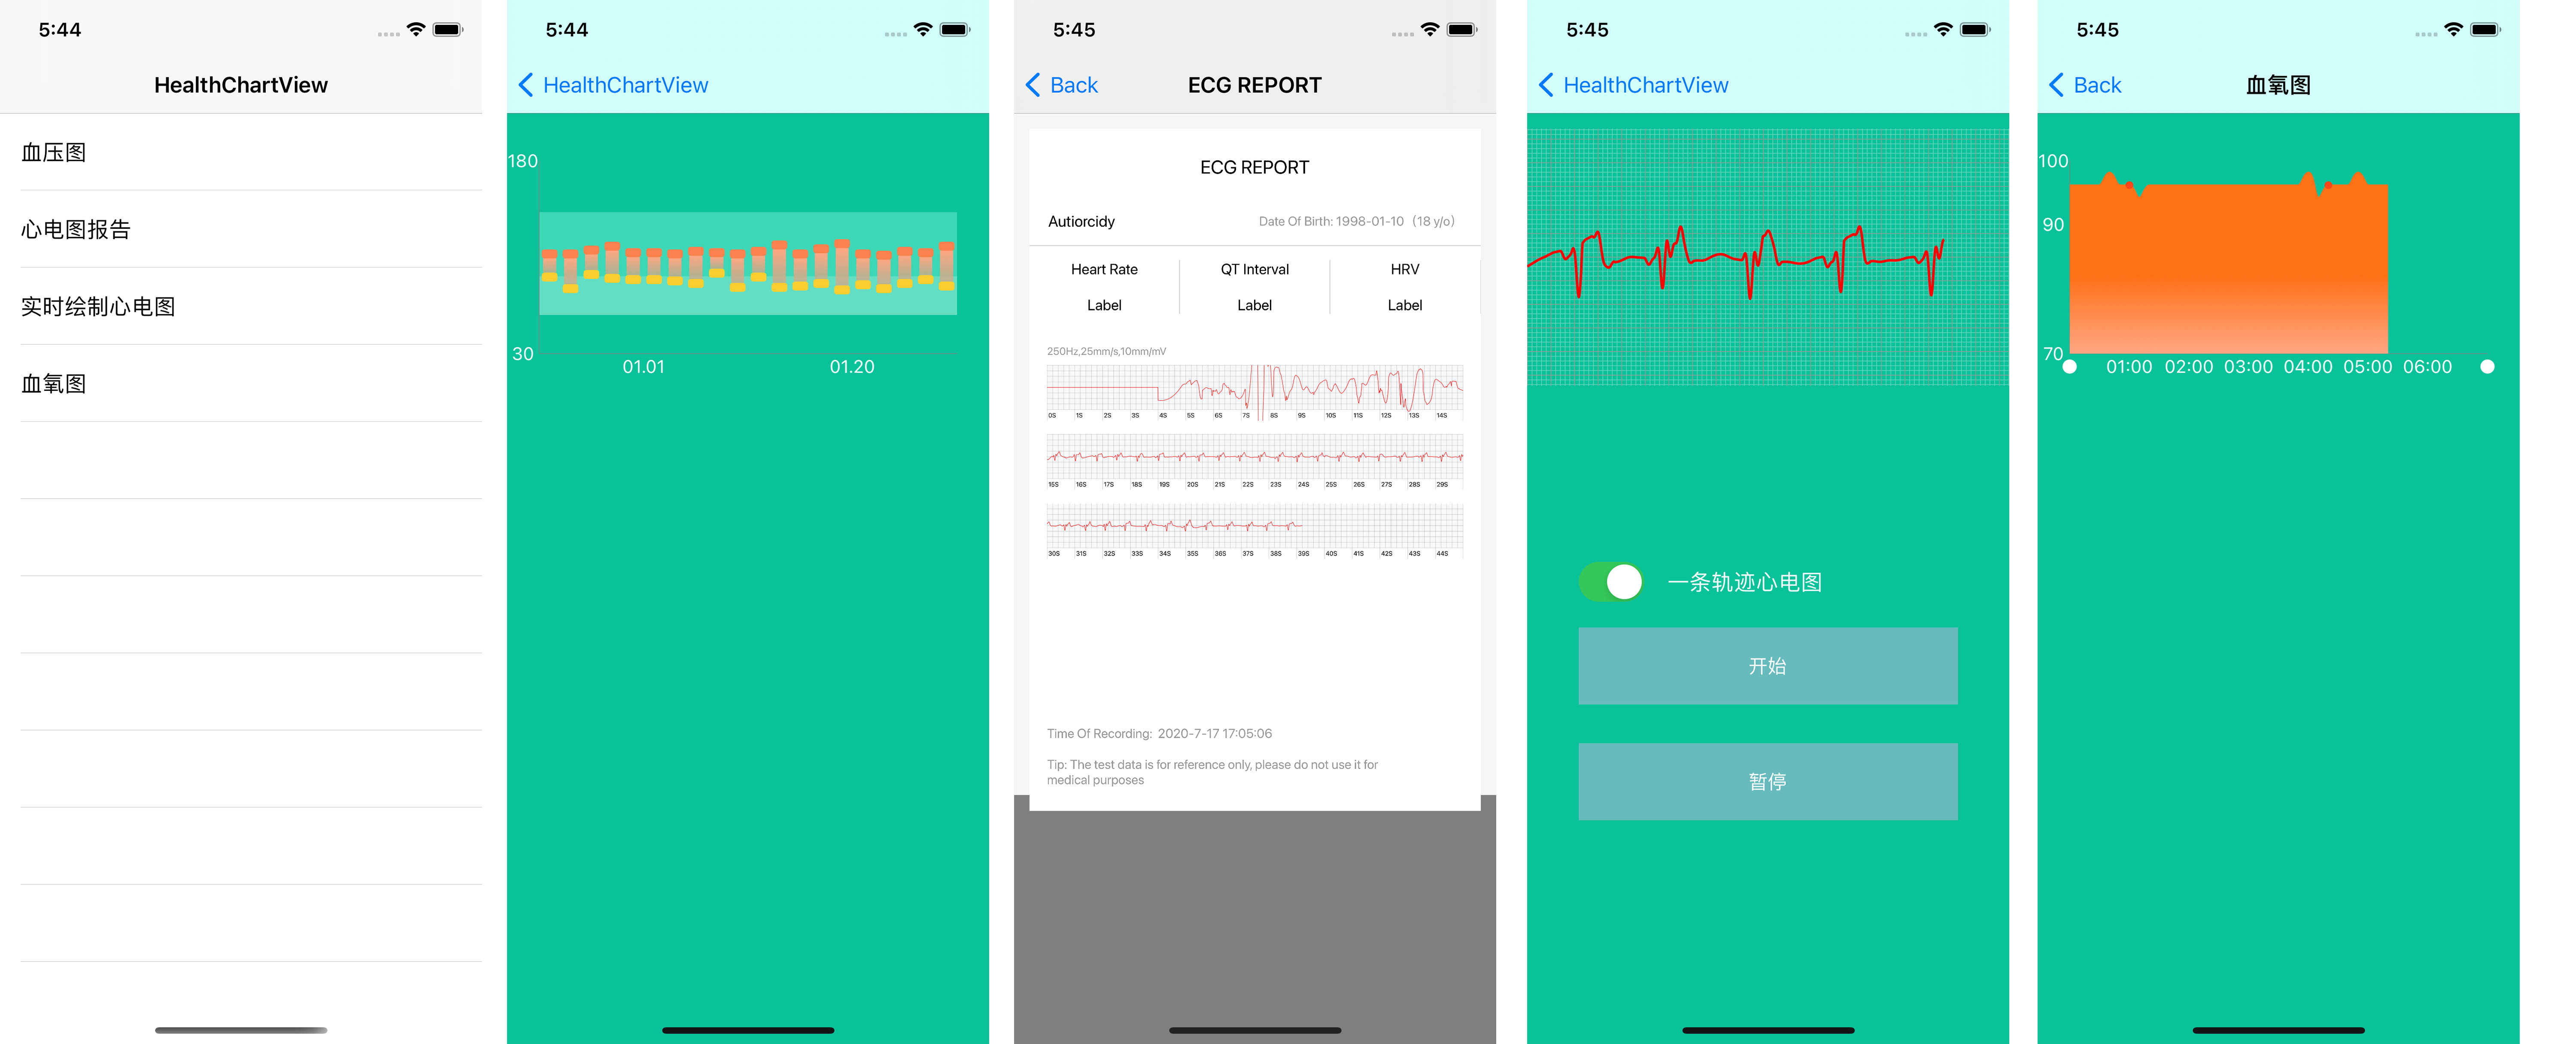 5:44
HealthChartView
血压图
心电图报告
实时绘制心电图
血氧图
5:44
HealthChartView
180
30
01.01 01.20
5:45
Back ECG REPORT
ECG REPORT
Autiorcidy Date Of Birth: 1998-01-10（18 y/o）
Heart Rate QT Interval HRV
Label Label Label
250Hz,25mm/s,10mm/mV
0S 1S 2S 3S 4S 5S 6S 7S 8S 9S 10S 11S 12S 13S 14S
15S 16S 17S 18S 19S 20S 21S 22S 23S 24S 25S 26S 27S 28S 29S
30S 31S 32S 33S 34S 35S 36S 37S 38S 39S 40S 41S 42S 43S 44S
Time Of Recording: 2020-7-17 17:05:06
Tip: The test data is for reference only, please do not use it for
medical purposes
5:45
HealthChartView
一条轨迹心电图
开始
暂停
5:45
Back 血氧图
100
90
70
01:00 02:00 03:00 04:00 05:00 06:00